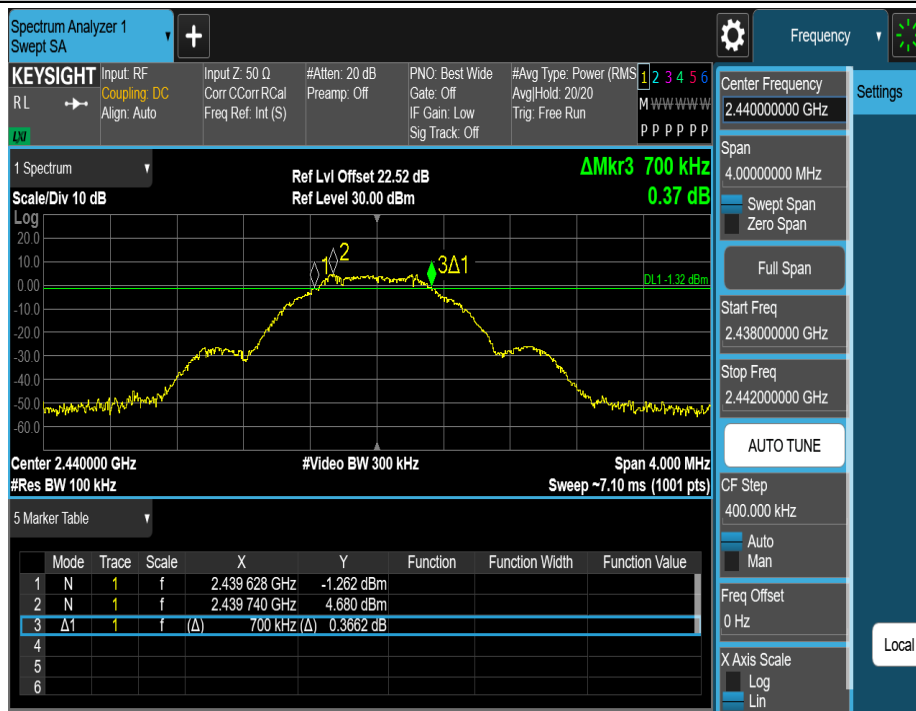 Spectrum Analyzer 1
Swept SA
+
Frequency
KEYSIGHT
RL
LXI
Input: RF
Coupling: DC
Align: Auto
Input Z: 50 Ω
Corr CCorr RCal
Freq Ref: Int (S)
#Atten: 20 dB
Preamp: Off
PNO: Best Wide
Gate: Off
IF Gain: Low
Sig Track: Off
#Avg Type: Power (RMS
Avg|Hold: 20/20
Trig: Free Run
1 2 3 4 5 6
M W W W W W
P P P P P P
1 Spectrum
Scale/Div 10 dB
Ref Lvl Offset 22.52 dB
Ref Level 30.00 dBm
ΔMkr3 700 kHz
0.37 dB
Log
20.0
10.0
0.00
-10.0
-20.0
-30.0
-40.0
-50.0
-60.0
1
2
3Δ1
DL1 -1.32 dBm
Center 2.440000 GHz
#Video BW 300 kHz
Span 4.000 MHz
#Res BW 100 kHz
Sweep ~7.10 ms (1001 pts)
5 Marker Table
Mode Trace Scale X Y Function Function Width Function Value
1 N 1 f 2.439 628 GHz -1.262 dBm
2 N 1 f 2.439 740 GHz 4.680 dBm
3 Δ1 1 f (Δ) 700 kHz (Δ) 0.3662 dB
4
5
6
Center Frequency
2.440000000 GHz
Settings
Span
4.00000000 MHz
Swept Span
Zero Span
Full Span
Start Freq
2.438000000 GHz
Stop Freq
2.442000000 GHz
AUTO TUNE
CF Step
400.000 kHz
Auto
Man
Freq Offset
0 Hz
Local
X Axis Scale
Log
Lin